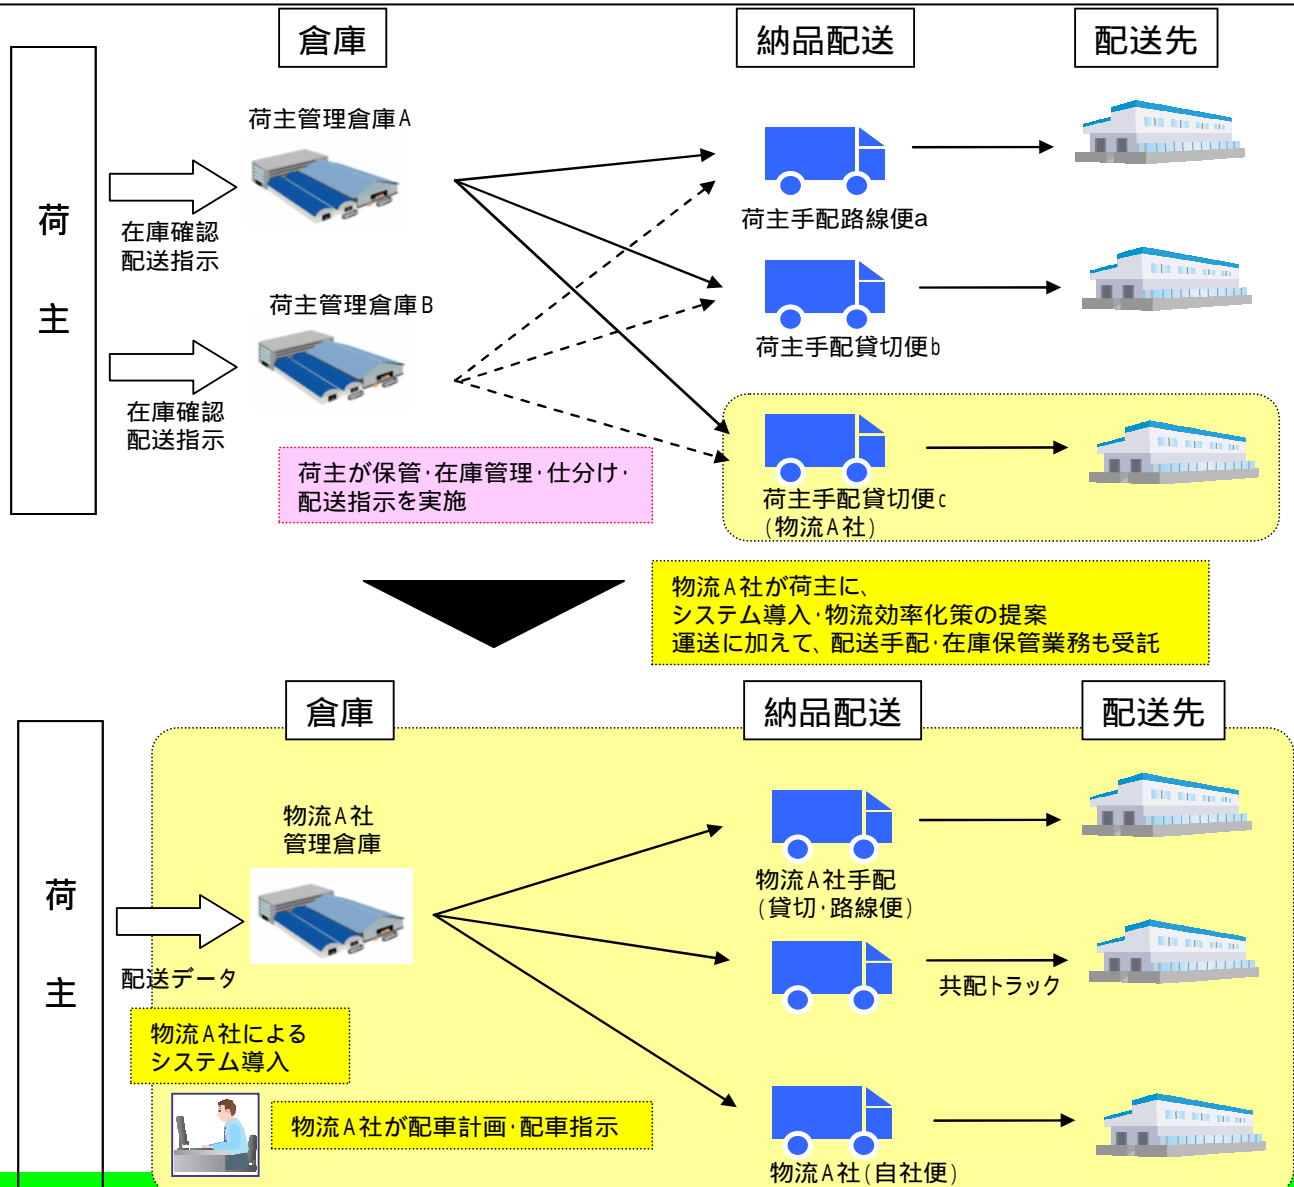 倉庫
納品配送
配送先
荷主
荷主管理倉庫A
在庫確認
配送指示
荷主手配路線便a
荷主管理倉庫B
荷主手配貸切便b
在庫確認
配送指示
荷主が保管･在庫管理･仕分け･
配送指示を実施
荷主手配貸切便c
(物流A社)
物流A社が荷主に、
システム導入･物流効率化策の提案
運送に加えて、配送手配･在庫保管業務も受託
倉庫
納品配送
配送先
荷主
物流A社
管理倉庫
物流A社手配
(貸切･路線便)
配送データ
共配トラック
物流A社による
システム導入
物流A社が配車計画･配車指示
物流A社(自社便)